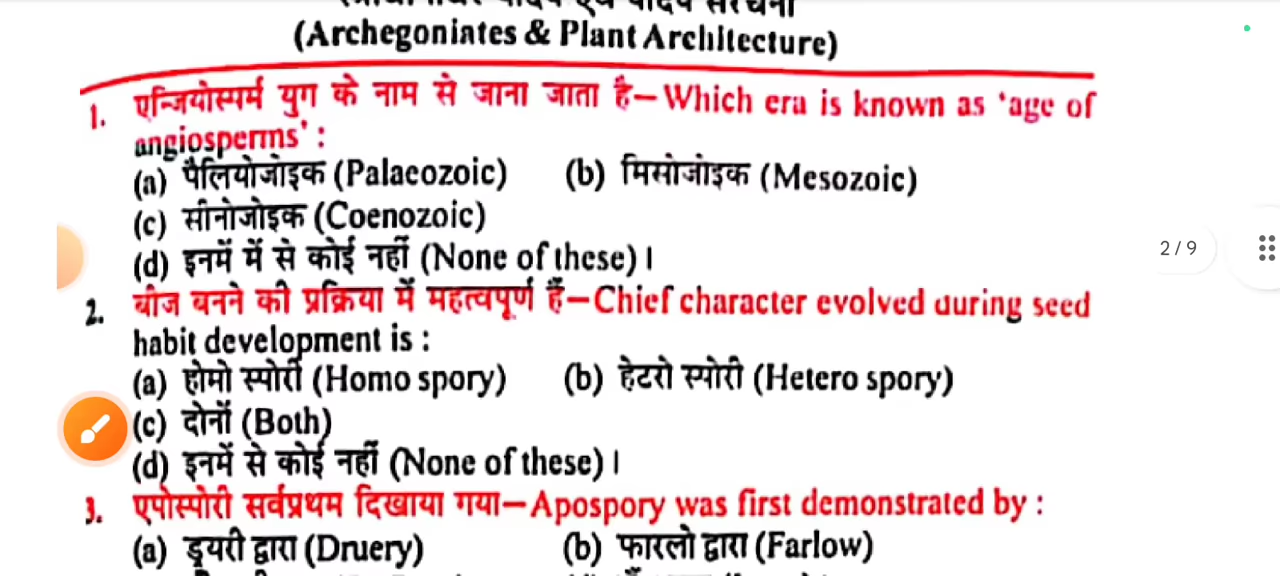 (Archegoniates & Plant Architecture)
1. एन्जियोस्पर्म युग के नाम से जाना जाता है–Which era is known as 'age of
angiosperms' :
(a) पैलियोजोइक (Palaeozoic) (b) मिसोजोइक (Mesozoic)
(c) सीनोजोइक (Coenozoic)
(d) इनमें में से कोई नहीं (None of these)।
2/9
2. बीज बनने की प्रक्रिया में महत्वपूर्ण हैं–Chief character evolved during seed
habit development is :
(a) होमो स्पोरी (Homo spory) (b) हेटरो स्पोरी (Hetero spory)
(c) दोनों (Both)
(d) इनमें से कोई नहीं (None of these)।
3. एपोस्पोरी सर्वप्रथम दिखाया गया–Apospory was first demonstrated by :
(a) ड्रूयरी द्वारा (Druery) (b) फारलो द्वारा (Farlow)